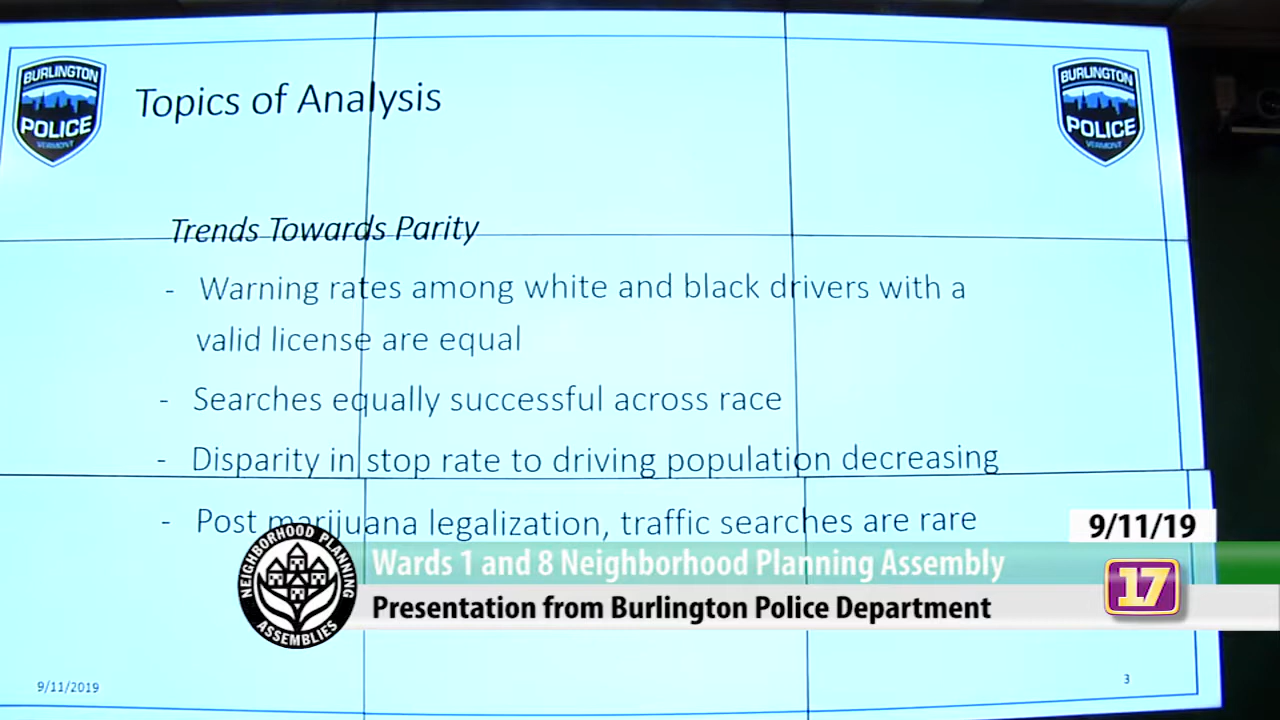 BURLINGTON
POLICE
VERMONT
Topics of Analysis
BURLINGTON
POLICE
VERMONT
Trends Towards Parity
- Warning rates among white and black drivers with a
valid license are equal
- Searches equally successful across race
- Disparity in stop rate to driving population decreasing
- Post marijuana legalization, traffic searches are rare
9/11/19
NEIGHBORHOOD PLANNING
ASSEMBLIES
Wards 1 and 8 Neighborhood Planning Assembly
17
Presentation from Burlington Police Department
9/11/2019
3